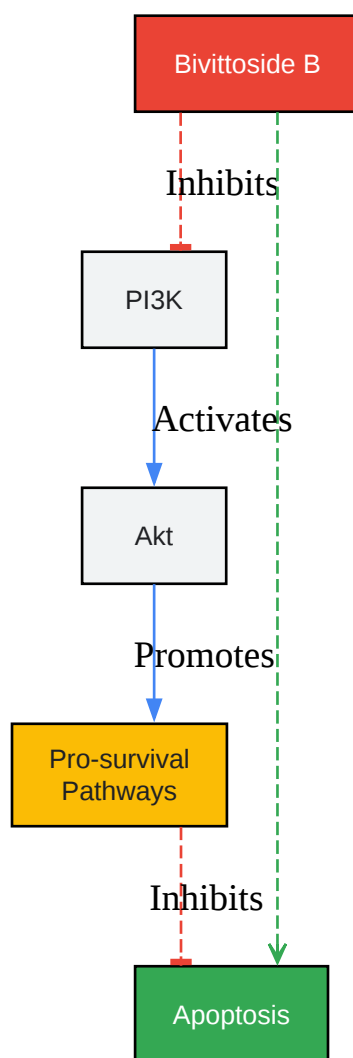 Bivittoside B
Inhibits
PI3K
Activates
Akt
Promotes
Pro-survival
Pathways
Inhibits
Apoptosis